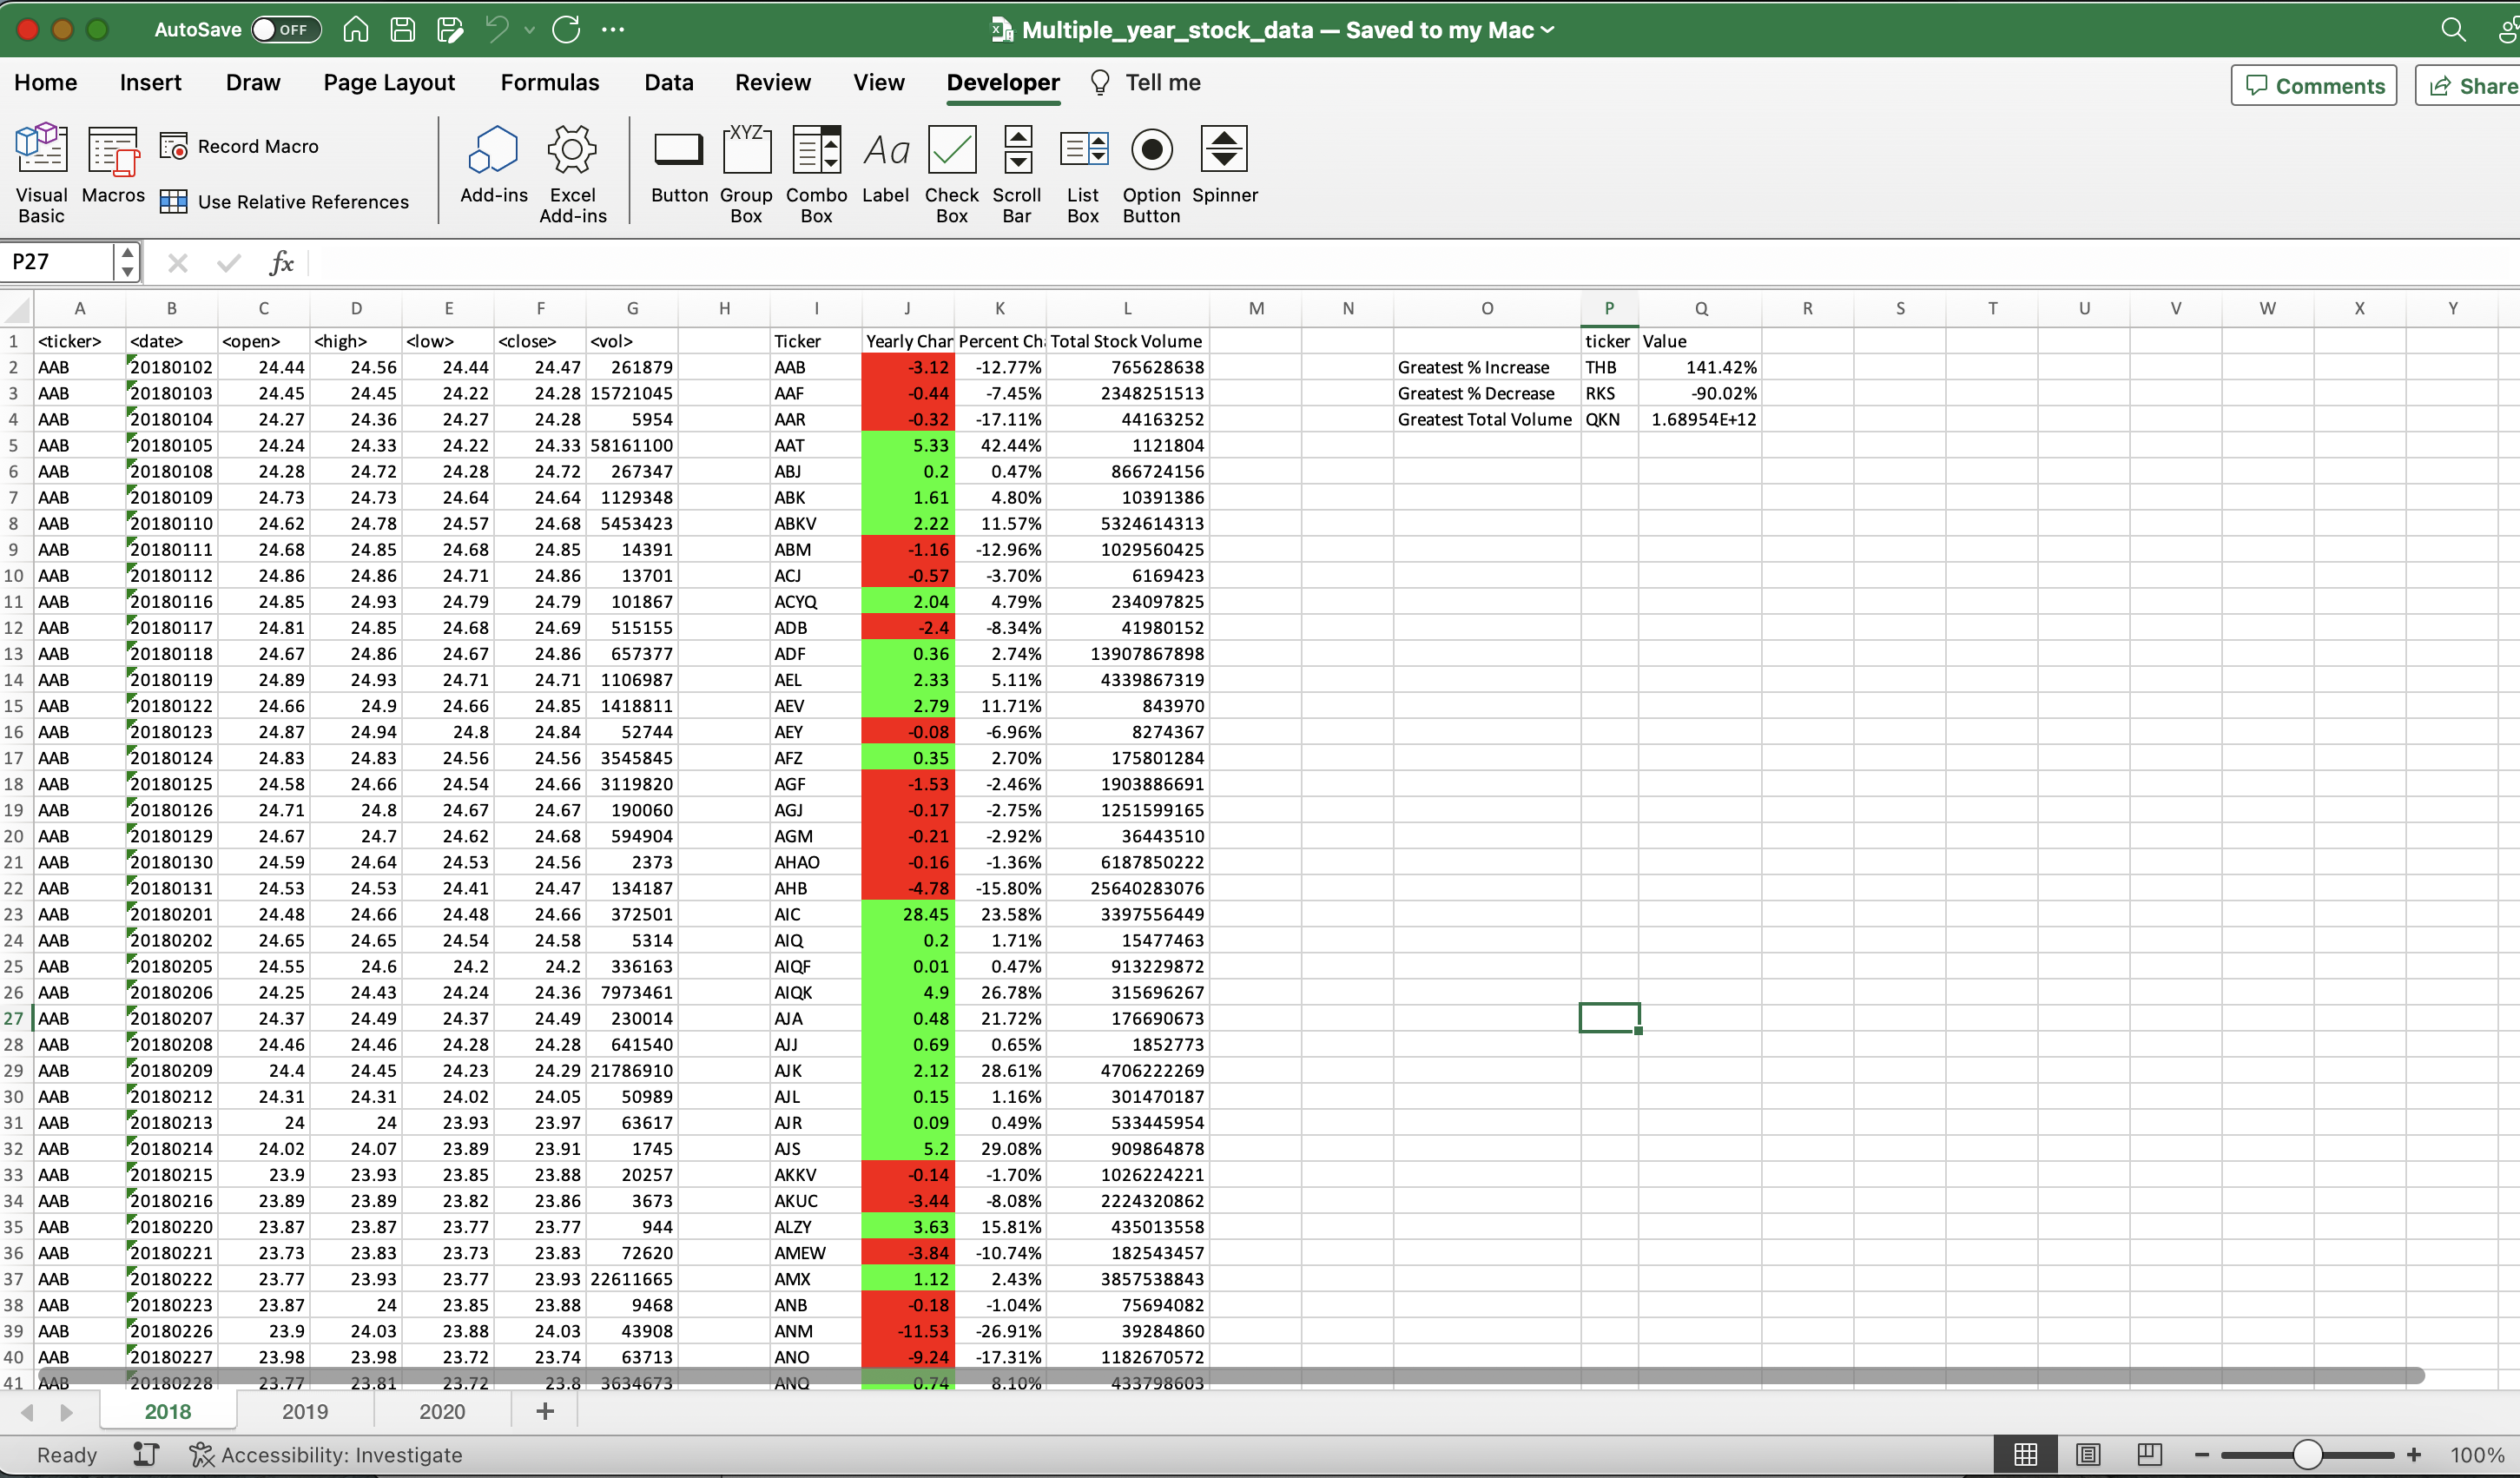 AutoSave OFF Multiple_year_stock_data — Saved to my Mac
Home Insert Draw Page Layout Formulas Data Review View Developer Tell me Comments Share
Visual Basic Macros Record Macro Use Relative References Add-ins Excel Add-ins Button XYZ Group Box Combo Box Aa Label Check Box Scroll Bar List Box Option Button Spinner
P27 fx
A B C D E F G H I J K L M N O P Q R S T U V W X Y
1 <ticker> <date> <open> <high> <low> <close> <vol> Ticker Yearly Char Percent Ch Total Stock Volume ticker Value
2 AAB 20180102 24.44 24.56 24.44 24.47 261879 AAB -3.12 -12.77% 765628638 Greatest % Increase THB 141.42%
3 AAB 20180103 24.45 24.45 24.22 24.28 15721045 AAF -0.44 -7.45% 2348251513 Greatest % Decrease RKS -90.02%
4 AAB 20180104 24.27 24.36 24.27 24.28 5954 AAR -0.32 -17.11% 44163252 Greatest Total Volume QKN 1.68954E+12
5 AAB 20180105 24.24 24.33 24.22 24.33 58161100 AAT 5.33 42.44% 1121804
6 AAB 20180108 24.28 24.72 24.28 24.72 267347 ABJ 0.2 0.47% 866724156
7 AAB 20180109 24.73 24.73 24.64 24.64 1129348 ABK 1.61 4.80% 10391386
8 AAB 20180110 24.62 24.78 24.57 24.68 5453423 ABKV 2.22 11.57% 5324614313
9 AAB 20180111 24.68 24.85 24.68 24.85 14391 ABM -1.16 -12.96% 1029560425
10 AAB 20180112 24.86 24.86 24.71 24.86 13701 ACJ -0.57 -3.70% 6169423
11 AAB 20180116 24.85 24.93 24.79 24.79 101867 ACYQ 2.04 4.79% 234097825
12 AAB 20180117 24.81 24.85 24.68 24.69 515155 ADB -2.4 -8.34% 41980152
13 AAB 20180118 24.67 24.86 24.67 24.86 657377 ADF 0.36 2.74% 13907867898
14 AAB 20180119 24.89 24.93 24.71 24.71 1106987 AEL 2.33 5.11% 4339867319
15 AAB 20180122 24.66 24.9 24.66 24.85 1418811 AEV 2.79 11.71% 843970
16 AAB 20180123 24.87 24.94 24.8 24.84 52744 AEY -0.08 -6.96% 8274367
17 AAB 20180124 24.83 24.83 24.56 24.56 3545845 AFZ 0.35 2.70% 175801284
18 AAB 20180125 24.58 24.66 24.54 24.66 3119820 AGF -1.53 -2.46% 1903886691
19 AAB 20180126 24.71 24.8 24.67 24.67 190060 AGJ -0.17 -2.75% 1251599165
20 AAB 20180129 24.67 24.7 24.62 24.68 594904 AGM -0.21 -2.92% 36443510
21 AAB 20180130 24.59 24.64 24.53 24.56 2373 AHAO -0.16 -1.36% 6187850222
22 AAB 20180131 24.53 24.53 24.41 24.47 134187 AHB -4.78 -15.80% 25640283076
23 AAB 20180201 24.48 24.66 24.48 24.66 372501 AIC 28.45 23.58% 3397556449
24 AAB 20180202 24.65 24.65 24.54 24.58 5314 AIQ 0.2 1.71% 15477463
25 AAB 20180205 24.55 24.6 24.2 24.2 336163 AIQF 0.01 0.47% 913229872
26 AAB 20180206 24.25 24.43 24.24 24.36 7973461 AIQK 4.9 26.78% 315696267
27 AAB 20180207 24.37 24.49 24.37 24.49 230014 AJA 0.48 21.72% 176690673
28 AAB 20180208 24.46 24.46 24.28 24.28 641540 AJJ 0.69 0.65% 1852773
29 AAB 20180209 24.4 24.45 24.23 24.29 21786910 AJK 2.12 28.61% 4706222269
30 AAB 20180212 24.31 24.31 24.02 24.05 50989 AJL 0.15 1.16% 301470187
31 AAB 20180213 24 24 23.93 23.97 63617 AJR 0.09 0.49% 533445954
32 AAB 20180214 24.02 24.07 23.89 23.91 1745 AJS 5.2 29.08% 909864878
33 AAB 20180215 23.9 23.93 23.85 23.88 20257 AKKV -0.14 -1.70% 1026224221
34 AAB 20180216 23.89 23.89 23.82 23.86 3673 AKUC -3.44 -8.08% 2224320862
35 AAB 20180220 23.87 23.87 23.77 23.77 944 ALZY 3.63 15.81% 435013558
36 AAB 20180221 23.73 23.83 23.73 23.83 72620 AMEW -3.84 -10.74% 182543457
37 AAB 20180222 23.77 23.93 23.77 23.93 22611665 AMX 1.12 2.43% 3857538843
38 AAB 20180223 23.87 24 23.85 23.88 9468 ANB -0.18 -1.04% 75694082
39 AAB 20180226 23.9 24.03 23.88 24.03 43908 ANM -11.53 -26.91% 39284860
40 AAB 20180227 23.98 23.98 23.72 23.74 63713 ANO -9.24 -17.31% 1182670572
41 AAB 20180228 23.77 23.81 23.72 23.8 3634673 ANQ 0.74 8.10% 433798603
2018 2019 2020 +
Ready Accessibility: Investigate 100%